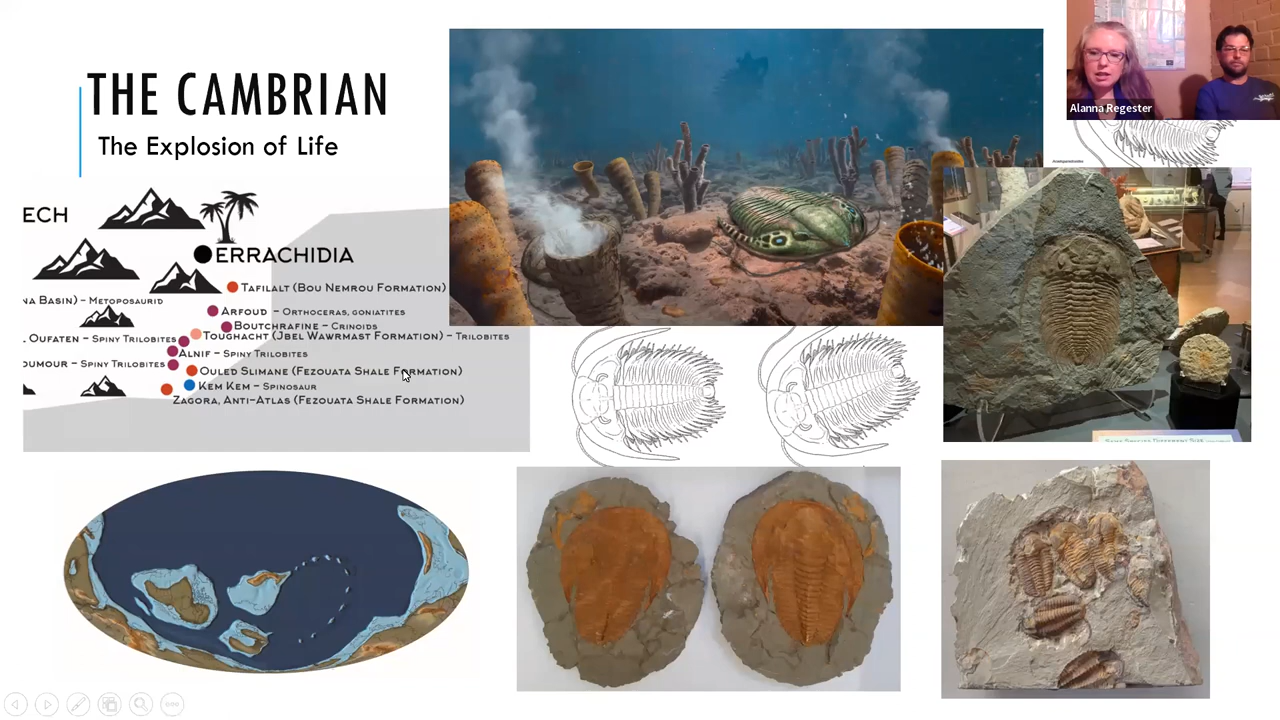 THE CAMBRIAN
The Explosion of Life
Alanna Regester
ECH
ERRACHIDIA
TAFILALT (BOU NEMROU FORMATION)
NA BASIN) – METOPOSAURID
ARFOUD – ORTHOCERAS, GONIATITES
BOUTCHRAFINE – CRINOIDS
TOUGHACHT (JBEL WAWRMAST FORMATION) – TRILOBITES
. OUFATEN – SPINY TRILOBITES
ALNIF – SPINY TRILOBITES
OUMOUR – SPINY TRILOBITES
OULED SLIMANE (FEZOUATA SHALE FORMATION)
KEM KEM – SPINOSAUR
ZAGORA, ANTI-ATLAS (FEZOUATA SHALE FORMATION)